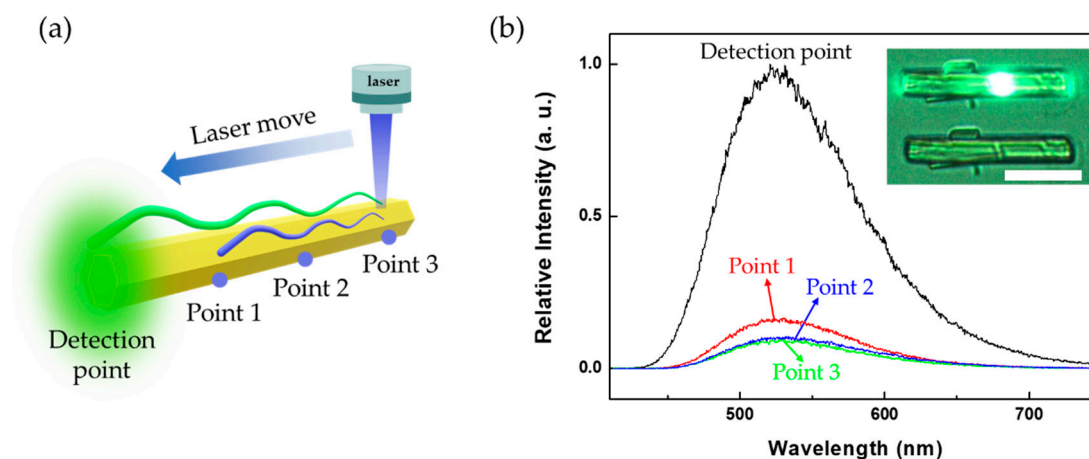 (a)
laser
Laser move
Point 3
Point 2
Point 1
Detection
point
(b)
Relative Intensity (a. u.)
1.0
0.5
0.0
Detection point
Point 1
Point 2
Point 3
500
600
700
Wavelength (nm)